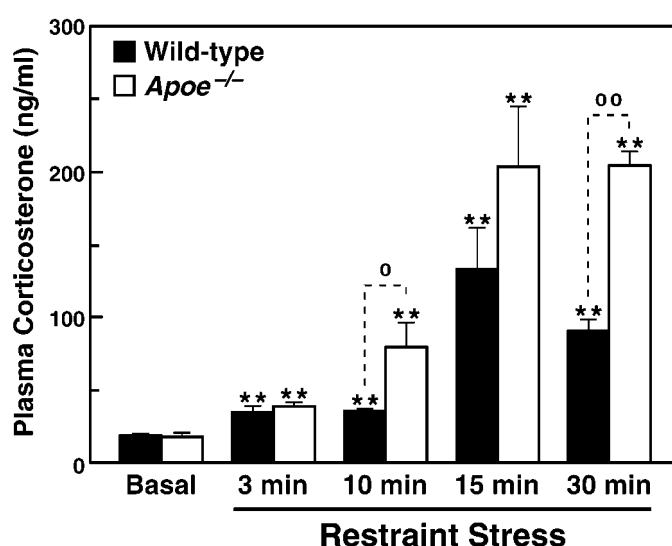 300
Wild-type
Apoe −/−
200
100
0
Plasma Corticosterone (ng/ml)
**
**
**
**
**
**
**
**
o
oo
Basal 3 min 10 min 15 min 30 min
Restraint Stress